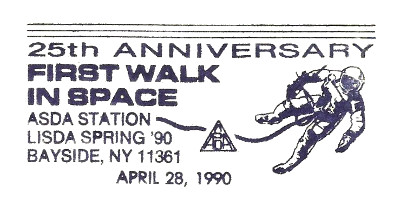 25th ANNIVERSARY
FIRST WALK
IN SPACE
ASDA STATION
LISDA SPRING '90
BAYSIDE, NY 11361
APRIL 28, 1990